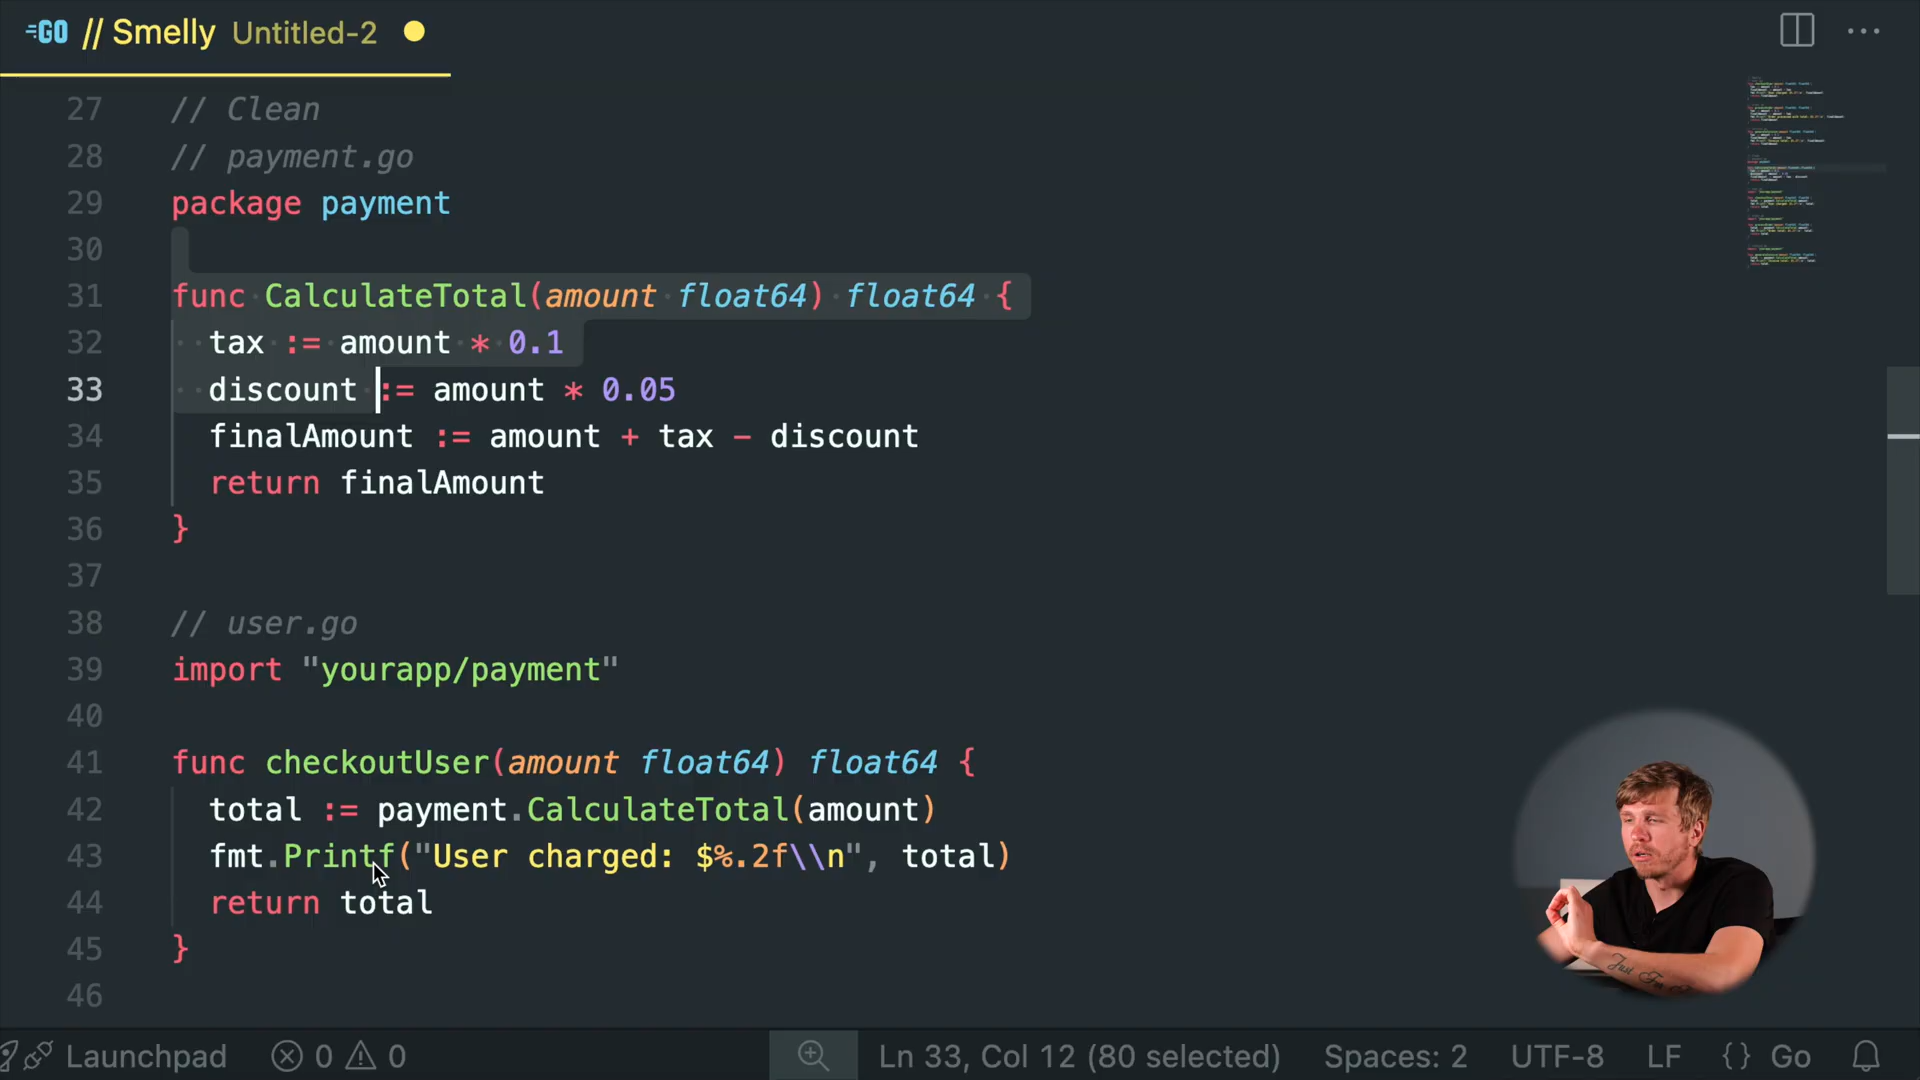 GO // Smelly Untitled-2
27 // Clean
28 // payment.go
29 package payment
30
31 func CalculateTotal(amount float64) float64 {
32 tax := amount * 0.1
33 discount := amount * 0.05
34 finalAmount := amount + tax - discount
35 return finalAmount
36 }
37
38 // user.go
39 import "yourapp/payment"
40
41 func checkoutUser(amount float64) float64 {
42 total := payment.CalculateTotal(amount)
43 fmt.Printf("User charged: $%.2f\\n", total)
44 return total
45 }
46
Launchpad 0 0 Ln 33, Col 12 (80 selected) Spaces: 2 UTF-8 LF {} Go